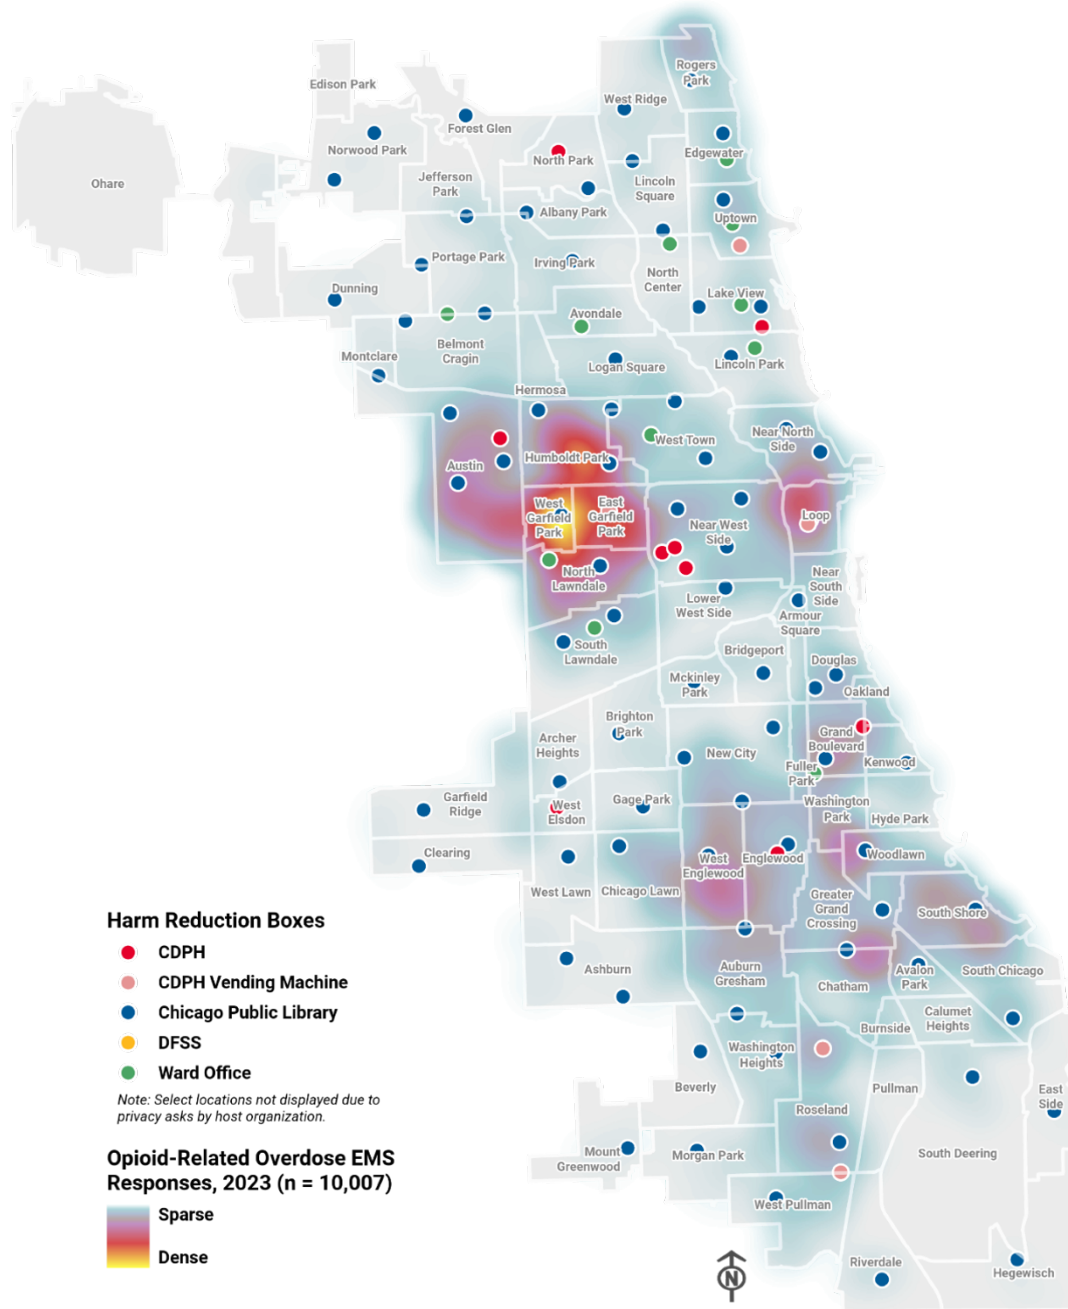 Rogers
Park
Edison Park
West Ridge
Forest Glen
Norwood Park
Edgewater
North Park
Ohare
Jefferson
Park
Lincoln
Square
Albany Park
Uptown
Portage Park
Irving Park
North
Center
Dunning
Lake View
Avondale
Belmont
Cragin
Montclare
Logan Square
Lincoln Park
Hermosa
Near North
Side
West Town
Humboldt Park
Austin
West
Garfield
Park
East
Garfield
Park
Loop
Near West
Side
North
Lawndale
Near
South
Side
Lower
West Side
Armour
Square
South
Lawndale
Bridgeport
Douglas
Mckinley
Park
Oakland
Brighton
Park
Archer
Heights
Grand
Boulevard
New City
Kenwood
Fuller
Park
Garfield
Ridge
West
Elsdon
Gage Park
Washington
Park
Hyde Park
Clearing
West
Englewood
Englewood
Woodlawn
West Lawn
Chicago Lawn
Greater
Grand
Crossing
South Shore
Ashburn
Auburn
Gresham
Chatham
Avalon
Park
South Chicago
Calumet
Heights
Burnside
Washington
Heights
Beverly
Pullman
East
Side
Roseland
Mount
Greenwood
Morgan Park
South Deering
West Pullman
Riverdale
Hegewisch
Harm Reduction Boxes
CDPH
CDPH Vending Machine
Chicago Public Library
DFSS
Ward Office
Note: Select locations not displayed due to
privacy asks by host organization.
Opioid-Related Overdose EMS
Responses, 2023 (n = 10,007)
Sparse
Dense
N